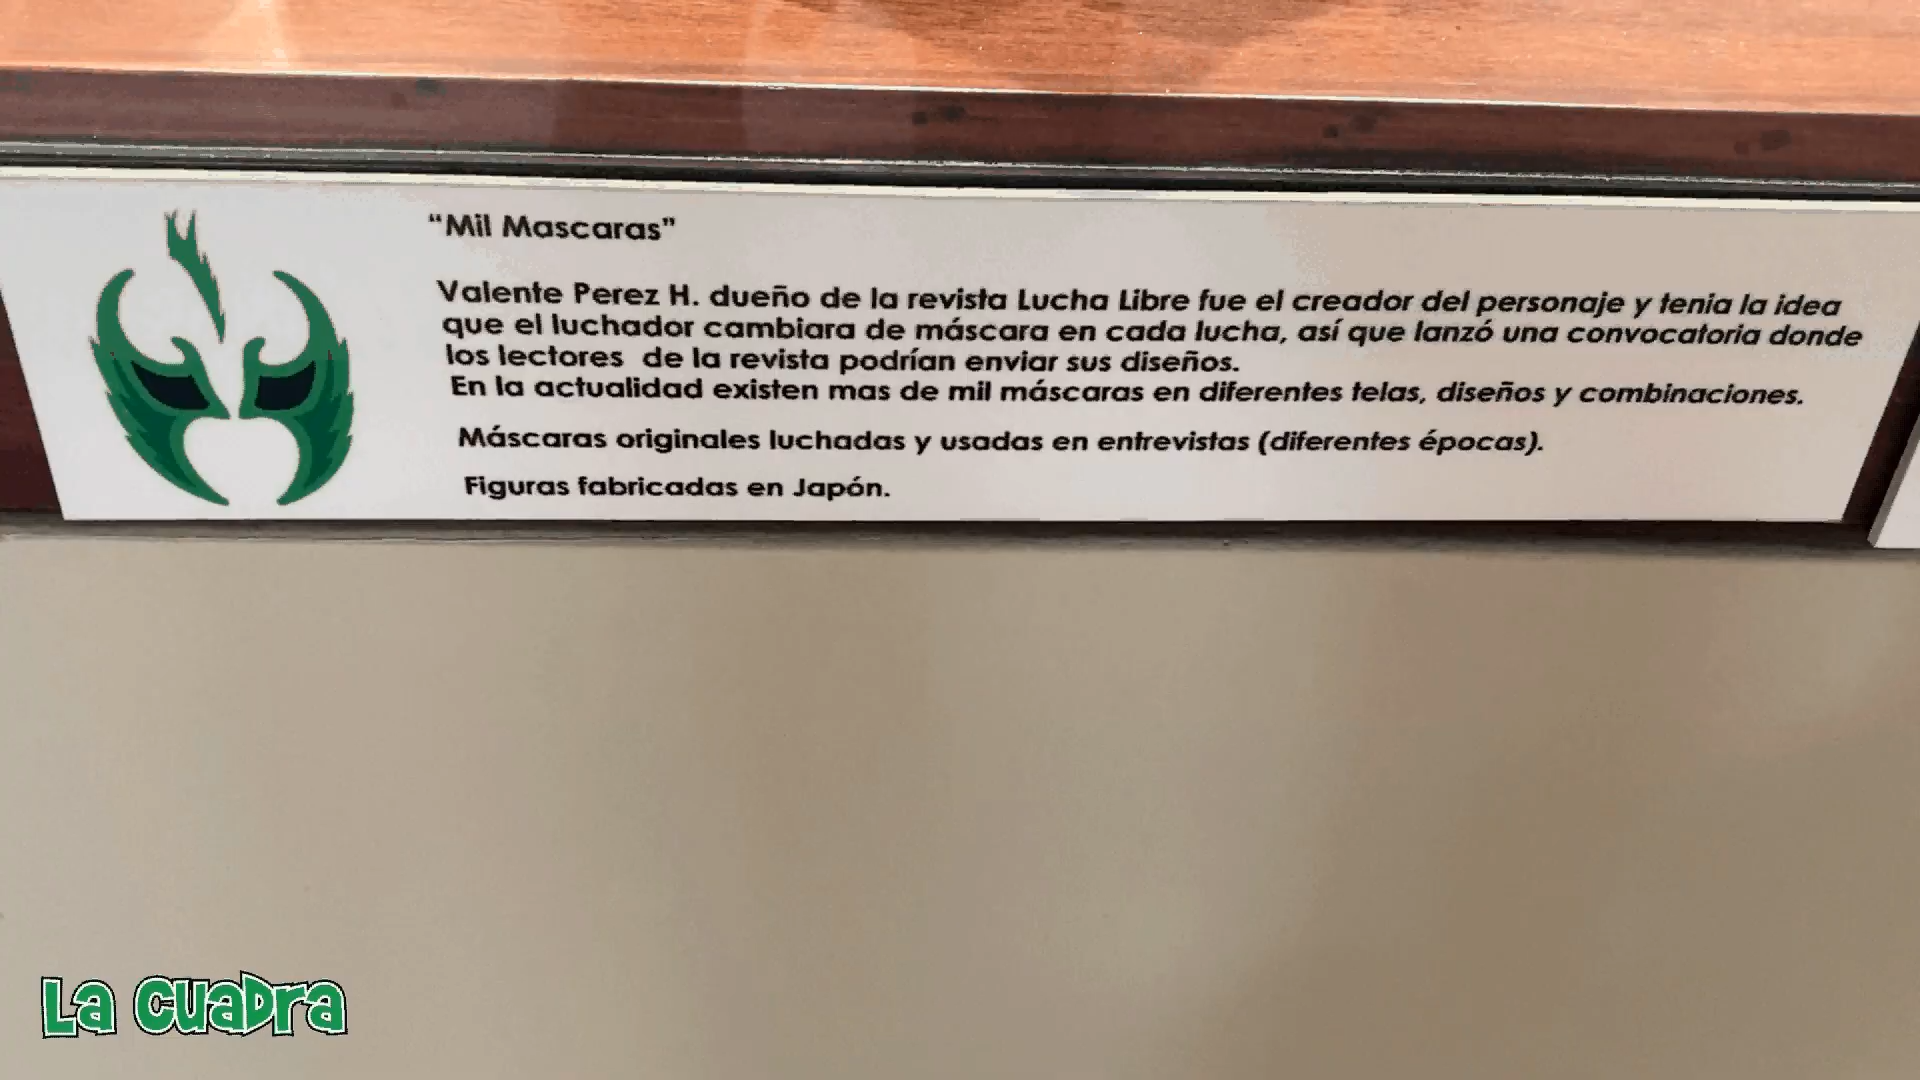 “Mil Mascaras”
Valente Perez H. dueño de la revista Lucha Libre fue el creador del personaje y tenia la idea
que el luchador cambiara de máscara en cada lucha, así que lanzó una convocatoria donde
los lectores de la revista podrían enviar sus diseños.
En la actualidad existen mas de mil máscaras en diferentes telas, diseños y combinaciones.
Máscaras originales luchadas y usadas en entrevistas (diferentes épocas).
Figuras fabricadas en Japón.
La Cuadra